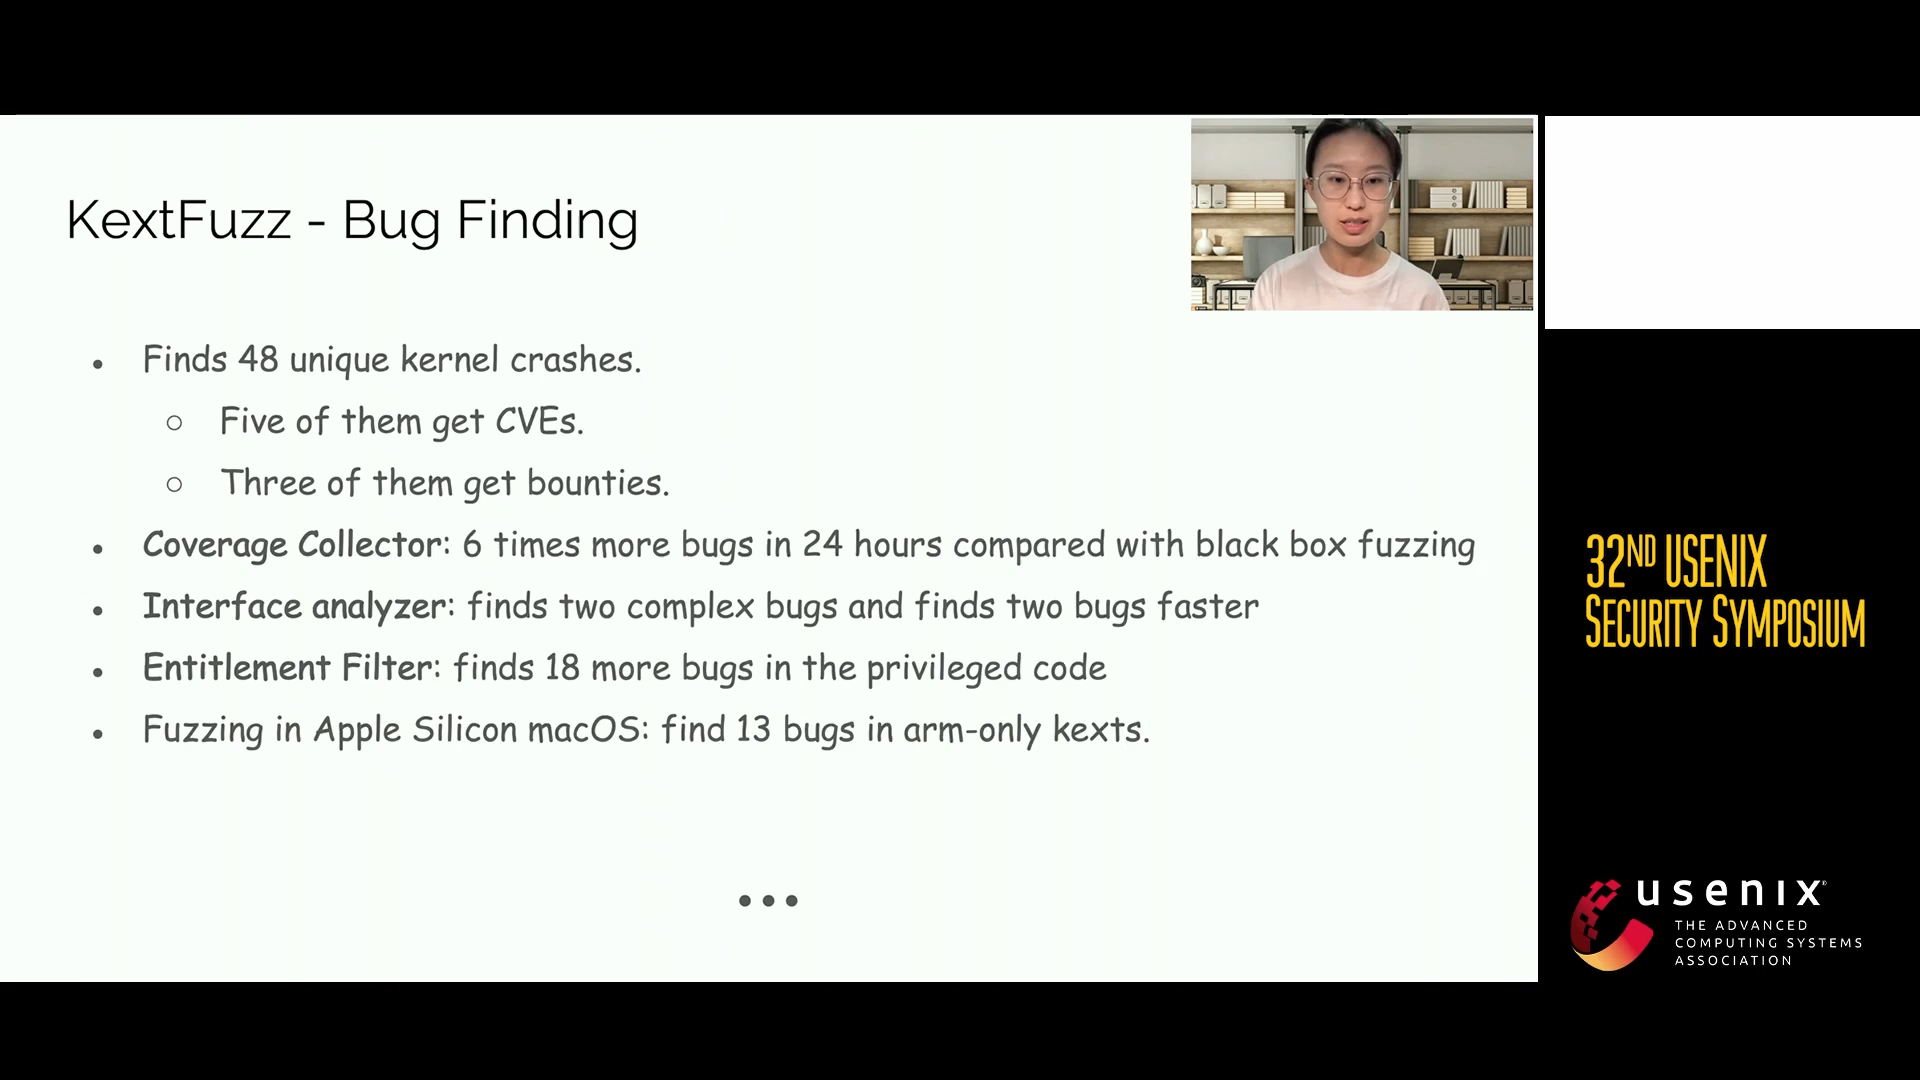 KextFuzz - Bug Finding
• Finds 48 unique kernel crashes.
○ Five of them get CVEs.
○ Three of them get bounties.
• Coverage Collector: 6 times more bugs in 24 hours compared with black box fuzzing
• Interface analyzer: finds two complex bugs and finds two bugs faster
• Entitlement Filter: finds 18 more bugs in the privileged code
• Fuzzing in Apple Silicon macOS: find 13 bugs in arm-only kexts.
•••
32ND USENIX
SECURITY SYMPOSIUM
usenix®
THE ADVANCED
COMPUTING SYSTEMS
ASSOCIATION